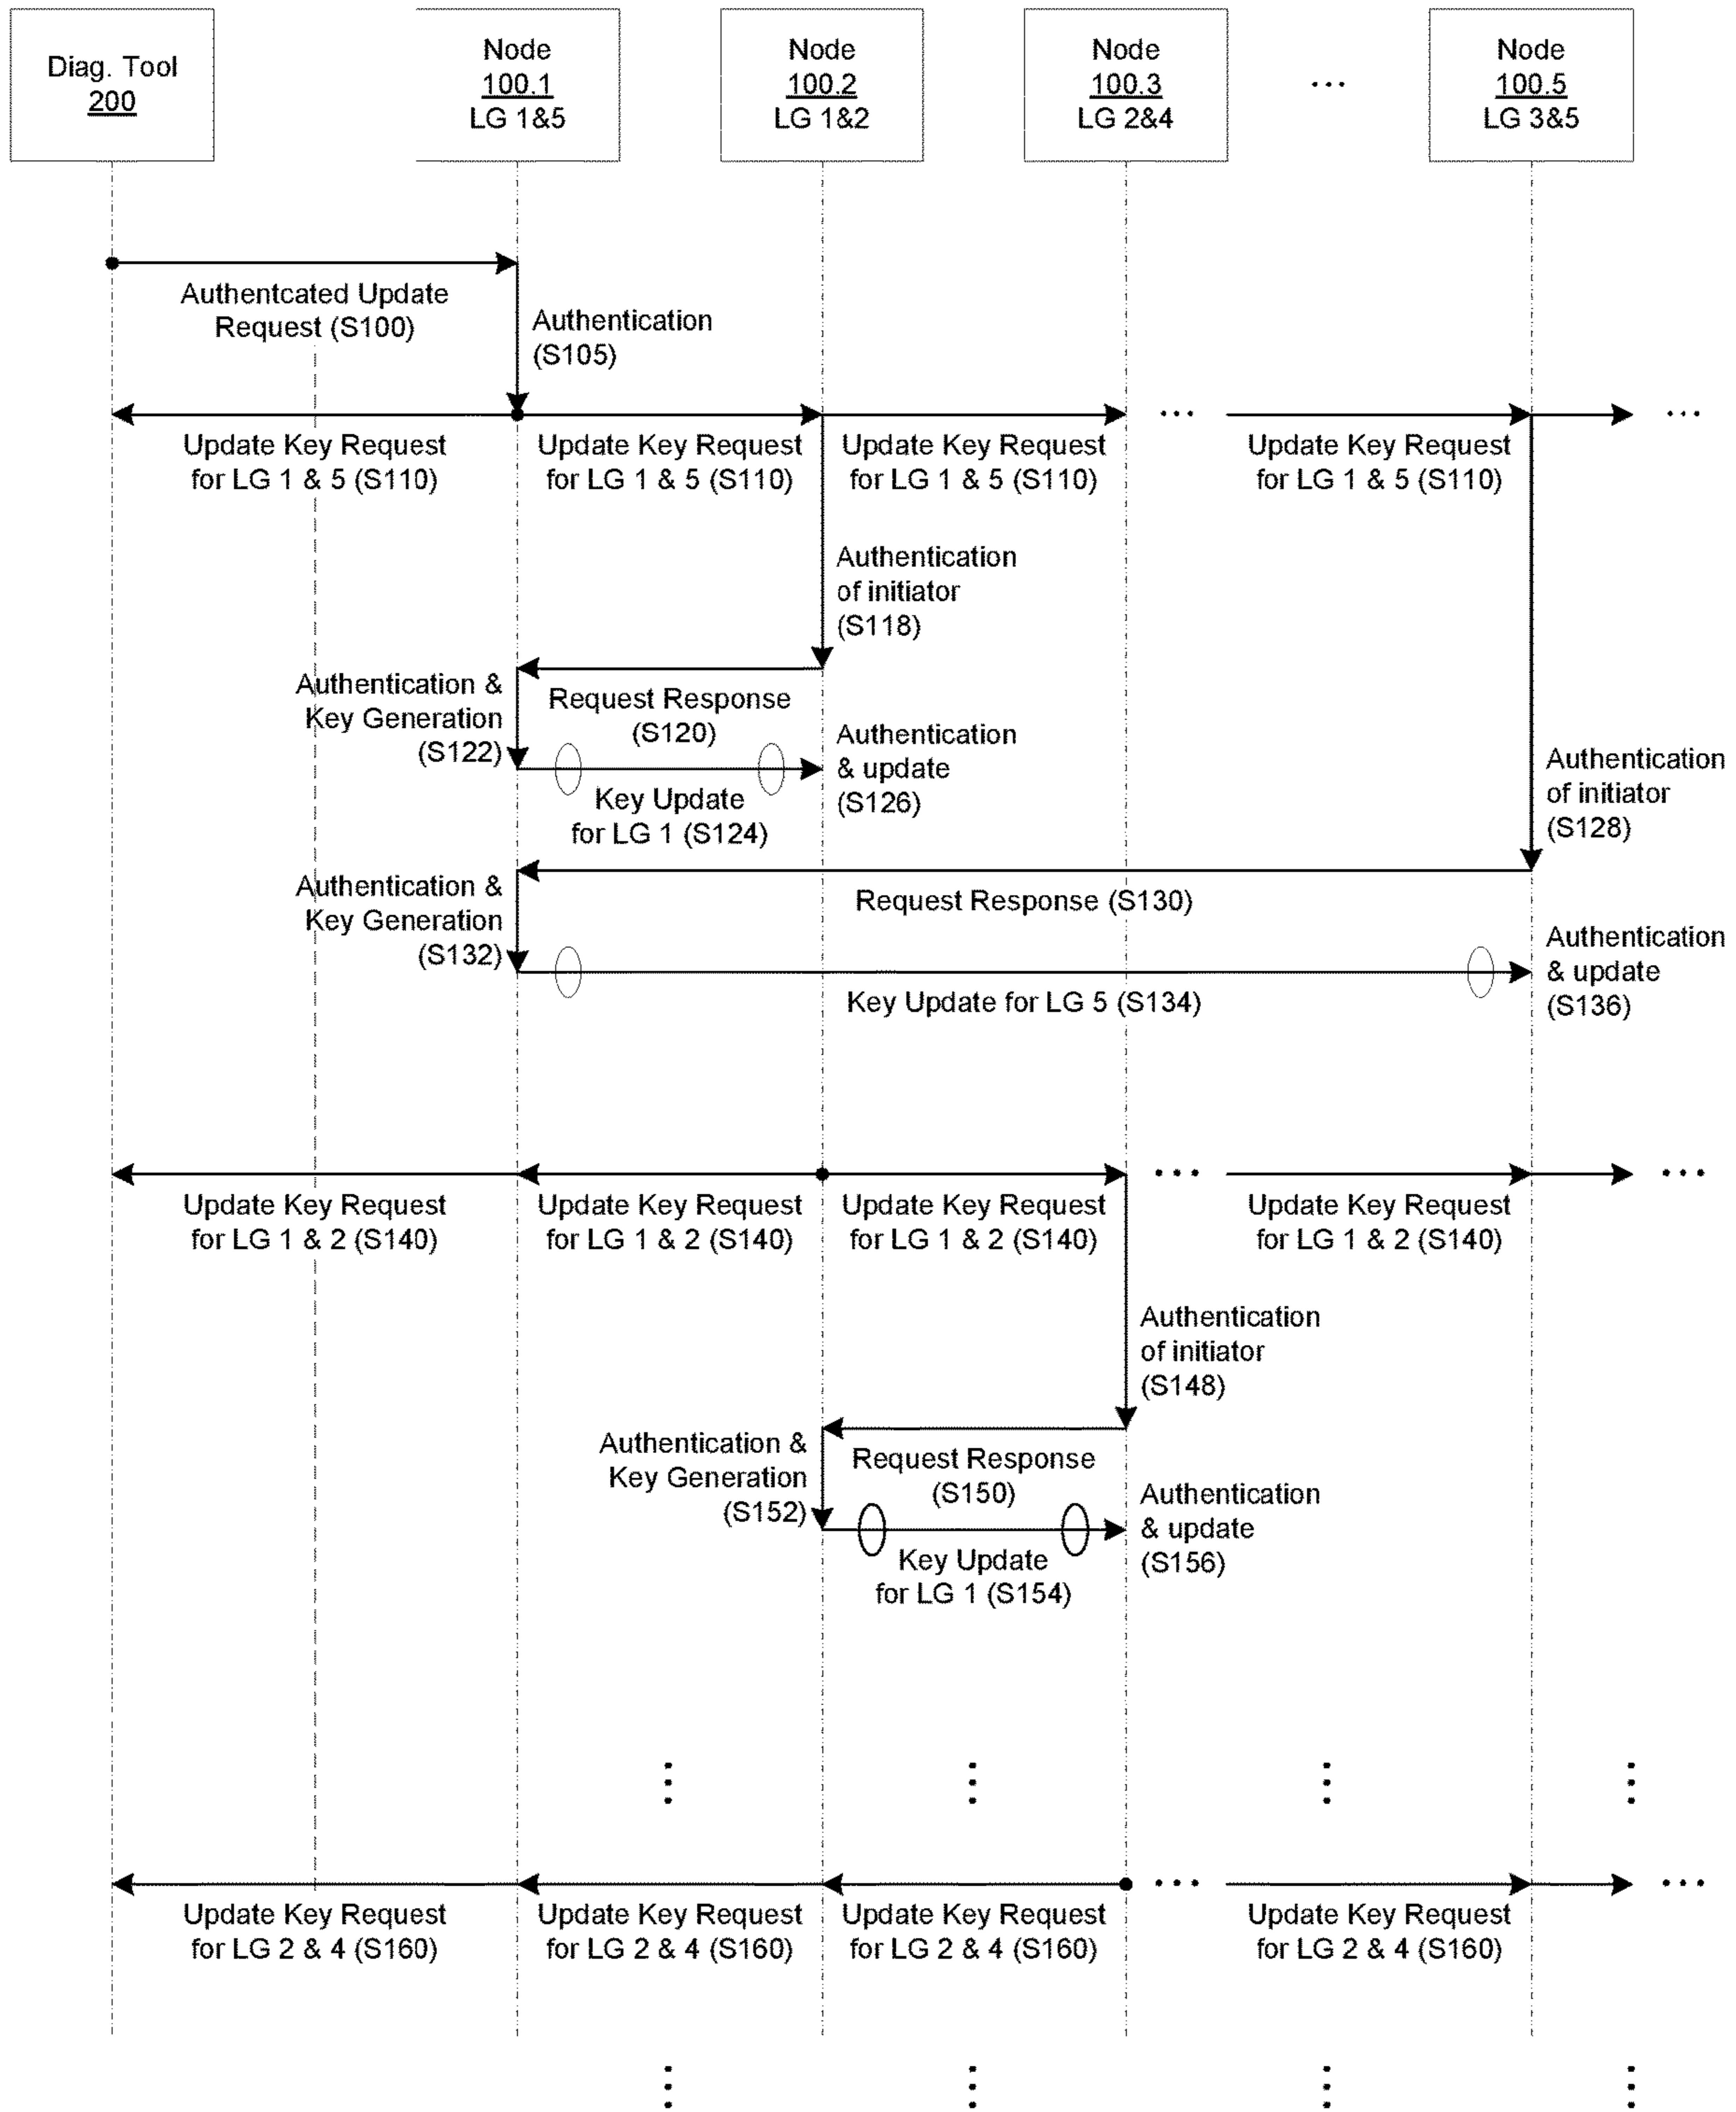 Diag. Tool
200
Node
100.1
LG 1&5
Node
100.2
LG 1&2
Node
100.3
LG 2&4
...
Node
100.5
LG 3&5
Authentcated Update
Request (S100)
Authentication
(S105)
...
...
Update Key Request
for LG 1 & 5 (S110)
Update Key Request
for LG 1 & 5 (S110)
Update Key Request
for LG 1 & 5 (S110)
Update Key Request
for LG 1 & 5 (S110)
Authentication
of initiator
(S118)
Authentication &
Key Generation
(S122)
Request Response
(S120)
Authentication
& update
(S126)
Key Update
for LG 1 (S124)
Authentication
of initiator
(S128)
Authentication &
Key Generation
(S132)
Request Response (S130)
Authentication
& update
(S136)
Key Update for LG 5 (S134)
...
...
Update Key Request
for LG 1 & 2 (S140)
Update Key Request
for LG 1 & 2 (S140)
Update Key Request
for LG 1 & 2 (S140)
Update Key Request
for LG 1 & 2 (S140)
Authentication
of initiator
(S148)
Authentication &
Key Generation
(S152)
Request Response
(S150)
Authentication
& update
(S156)
Key Update
for LG 1 (S154)
...
...
Update Key Request
for LG 2 & 4 (S160)
Update Key Request
for LG 2 & 4 (S160)
Update Key Request
for LG 2 & 4 (S160)
Update Key Request
for LG 2 & 4 (S160)